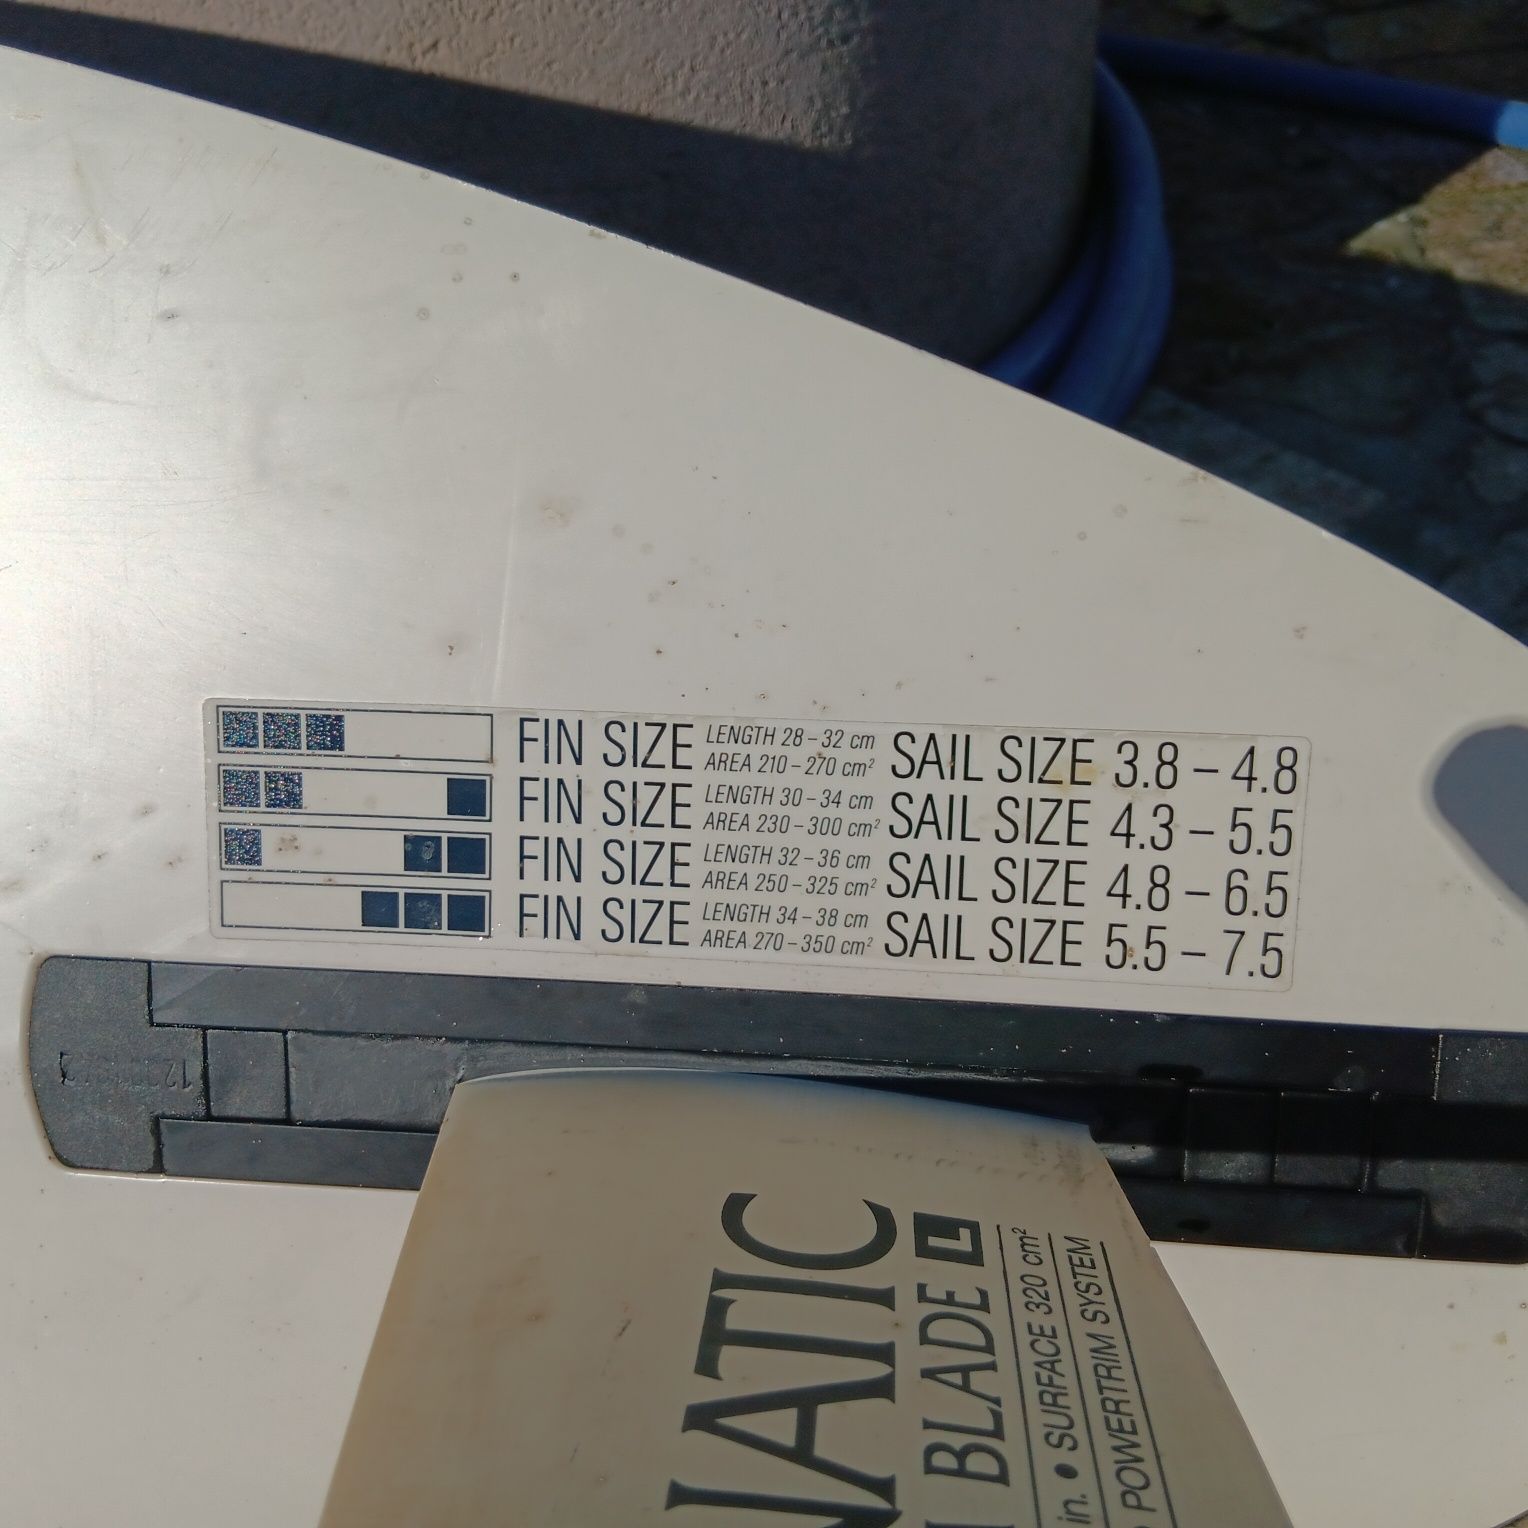 FIN SIZE LENGTH 28 – 32 cm AREA 210 – 270 cm² SAIL SIZE 3.8 – 4.8
FIN SIZE LENGTH 30 – 34 cm AREA 230 – 300 cm² SAIL SIZE 4.3 – 5.5
FIN SIZE LENGTH 32 – 36 cm AREA 250 – 325 cm² SAIL SIZE 4.8 – 6.5
FIN SIZE LENGTH 34 – 38 cm AREA 270 – 350 cm² SAIL SIZE 5.5 – 7.5
NATIC
BLADE L
in. • SURFACE 320 cm²
POWERTRIM SYSTEM